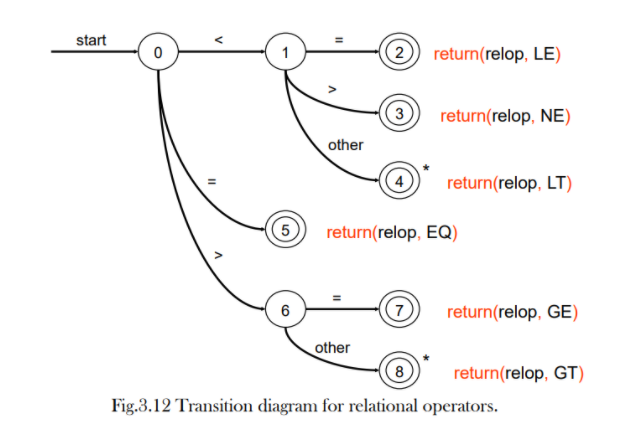 start
0
<
1
=
2
return(relop, LE)
>
3
return(relop, NE)
other
4
*
return(relop, LT)
=
5
return(relop, EQ)
>
6
=
7
return(relop, GE)
other
8
*
return(relop, GT)
Fig.3.12 Transition diagram for relational operators.